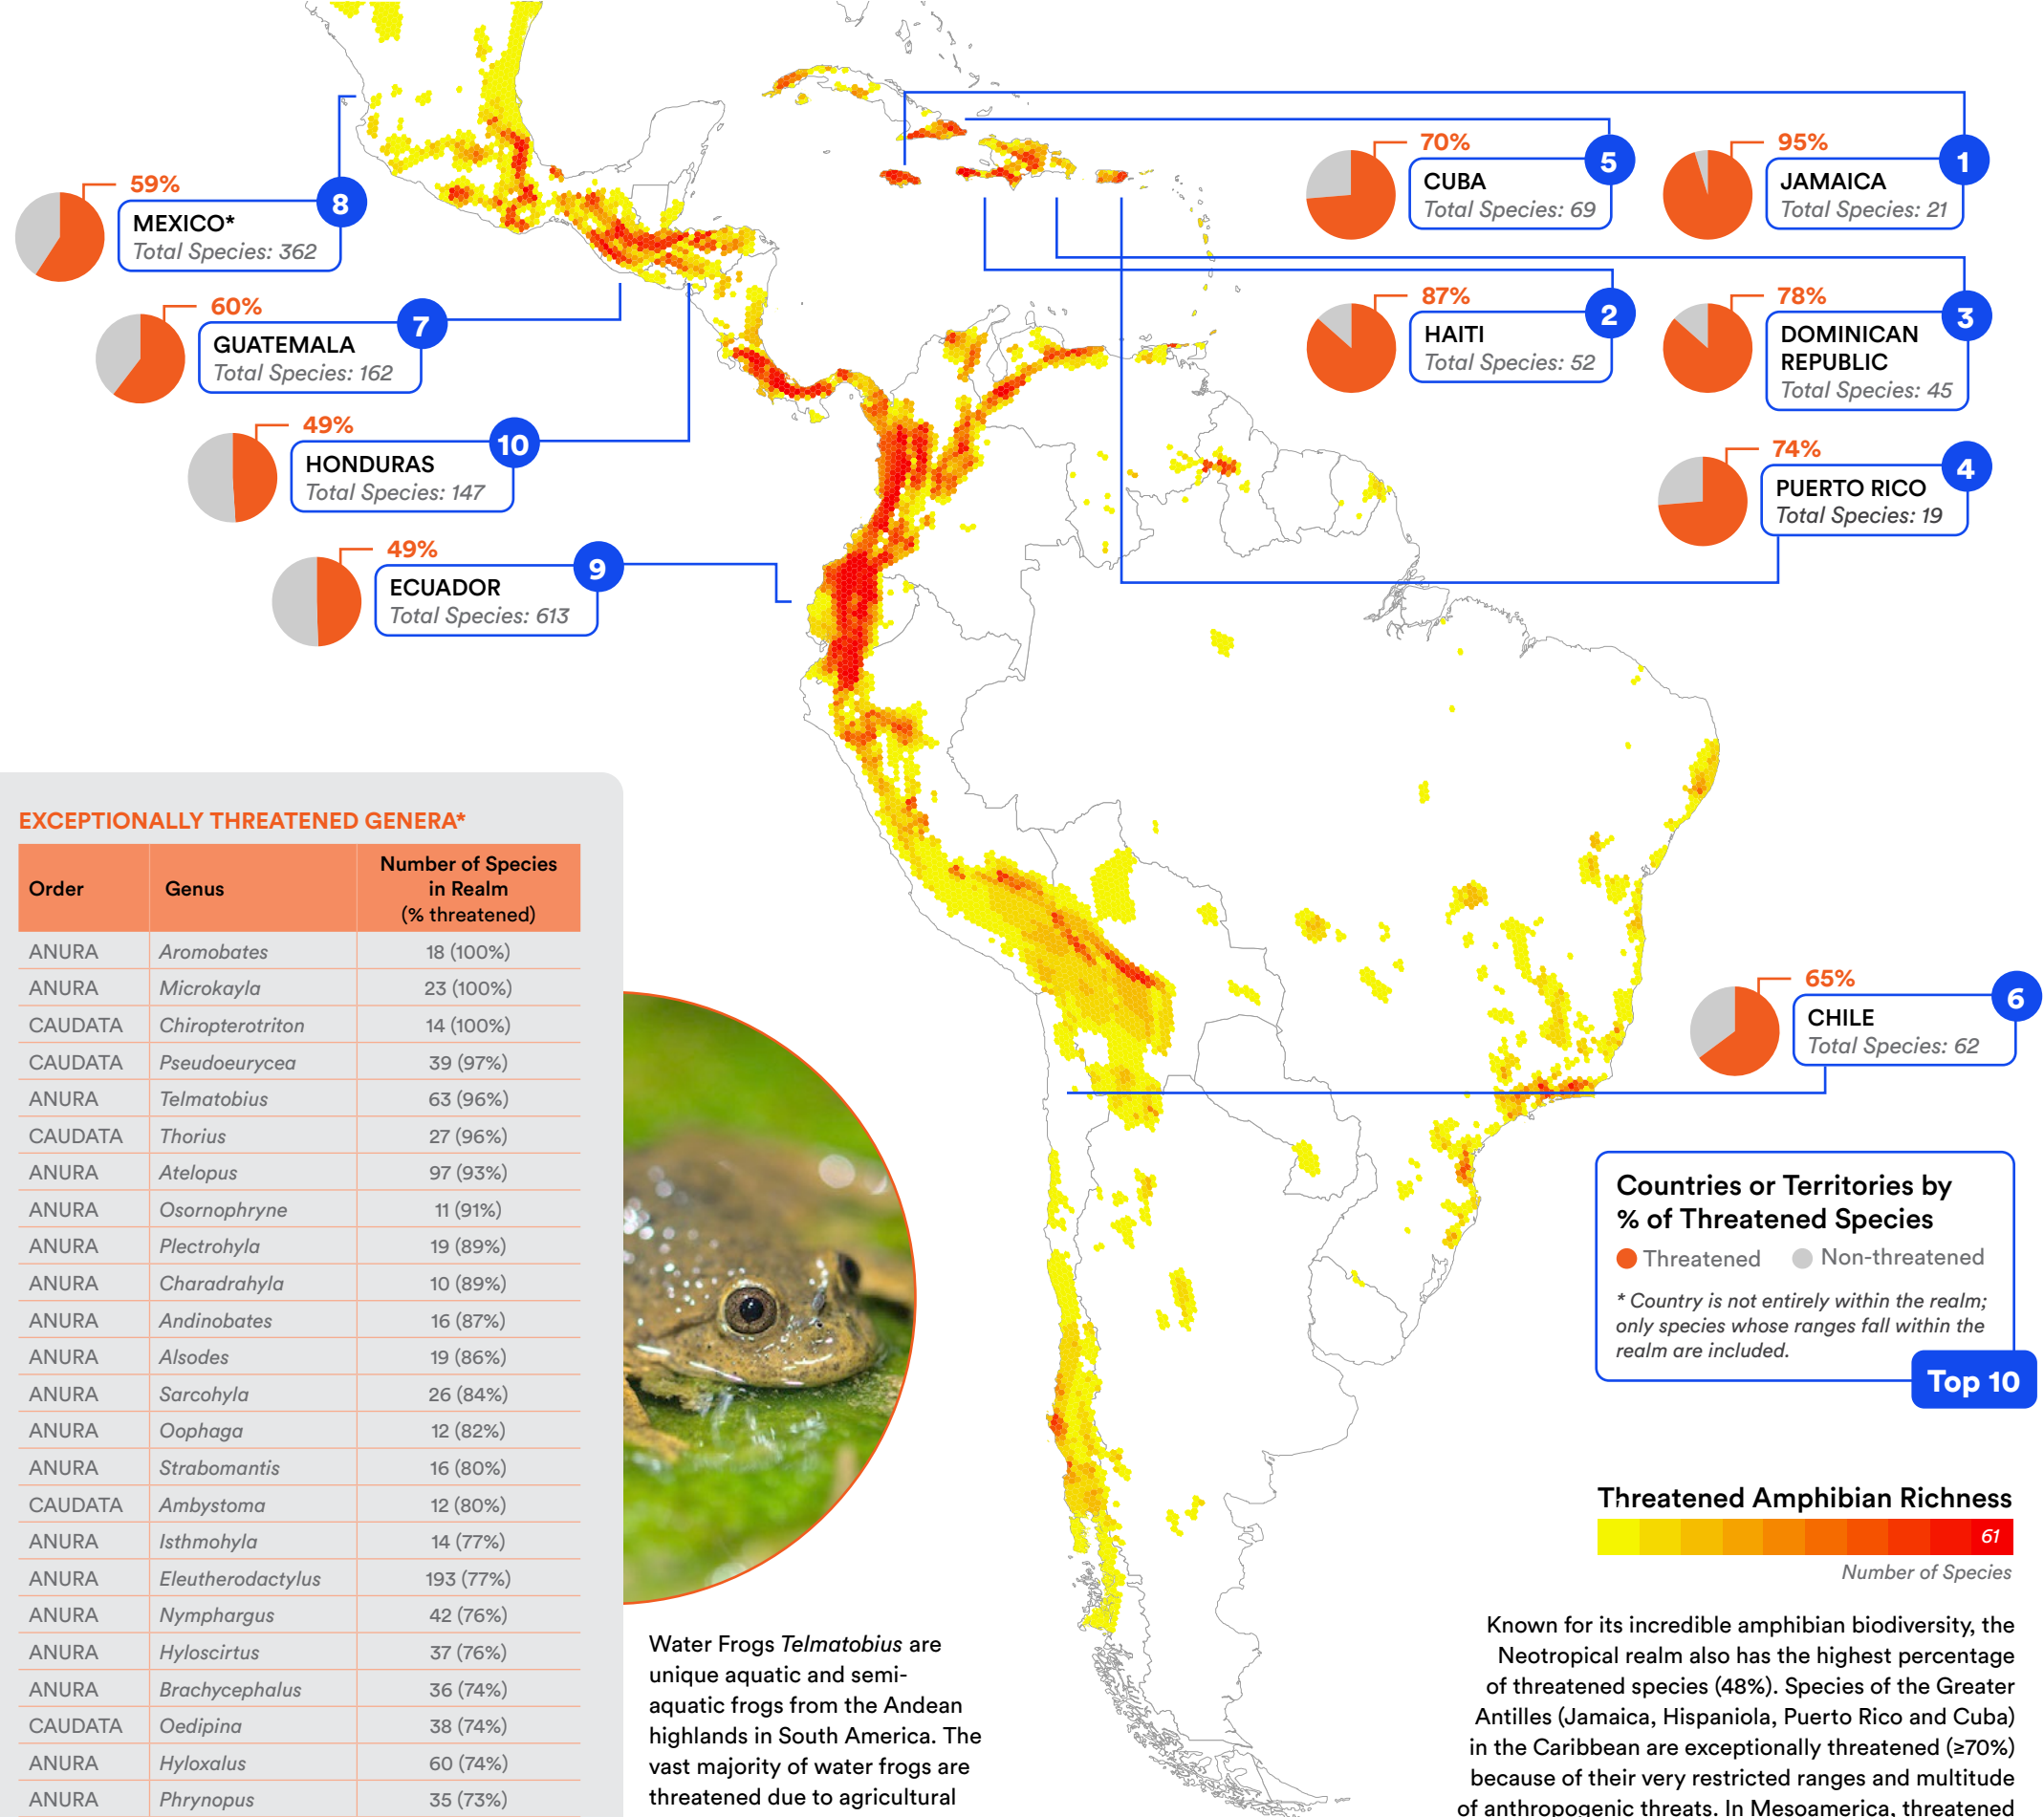 70%
CUBA
Total Species: 69
5
95%
JAMAICA
Total Species: 21
1
59%
MEXICO*
Total Species: 362
8
87%
HAITI
Total Species: 52
2
78%
DOMINICAN
REPUBLIC
Total Species: 45
3
60%
GUATEMALA
Total Species: 162
7
49%
HONDURAS
Total Species: 147
10
74%
PUERTO RICO
Total Species: 19
4
49%
ECUADOR
Total Species: 613
9
65%
CHILE
Total Species: 62
6
EXCEPTIONALLY THREATENED GENERA*
Order Genus Number of Species
in Realm
(% threatened)
ANURA Aromobates 18 (100%)
ANURA Microkayla 23 (100%)
CAUDATA Chiropterotriton 14 (100%)
CAUDATA Pseudoeurycea 39 (97%)
ANURA Telmatobius 63 (96%)
CAUDATA Thorius 27 (96%)
ANURA Atelopus 97 (93%)
ANURA Osornophryne 11 (91%)
ANURA Plectrohyla 19 (89%)
ANURA Charadrahyla 10 (89%)
ANURA Andinobates 16 (87%)
ANURA Alsodes 19 (86%)
ANURA Sarcohyla 26 (84%)
ANURA Oophaga 12 (82%)
ANURA Strabomantis 16 (80%)
CAUDATA Ambystoma 12 (80%)
ANURA Isthmohyla 14 (77%)
ANURA Eleutherodactylus 193 (77%)
ANURA Nymphargus 42 (76%)
ANURA Hyloscirtus 37 (76%)
ANURA Brachycephalus 36 (74%)
CAUDATA Oedipina 38 (74%)
ANURA Hyloxalus 60 (74%)
ANURA Phrynopus 35 (73%)
Water Frogs Telmatobius are
unique aquatic and semi-
aquatic frogs from the Andean
highlands in South America. The
vast majority of water frogs are
threatened due to agricultural
Countries or Territories by
% of Threatened Species
Threatened Non-threatened
* Country is not entirely within the realm;
only species whose ranges fall within the
realm are included.
Top 10
Threatened Amphibian Richness
61
Number of Species
Known for its incredible amphibian biodiversity, the
Neotropical realm also has the highest percentage
of threatened species (48%). Species of the Greater
Antilles (Jamaica, Hispaniola, Puerto Rico and Cuba)
in the Caribbean are exceptionally threatened (≥70%)
because of their very restricted ranges and multitude
of anthropogenic threats. In Mesoamerica, threatened